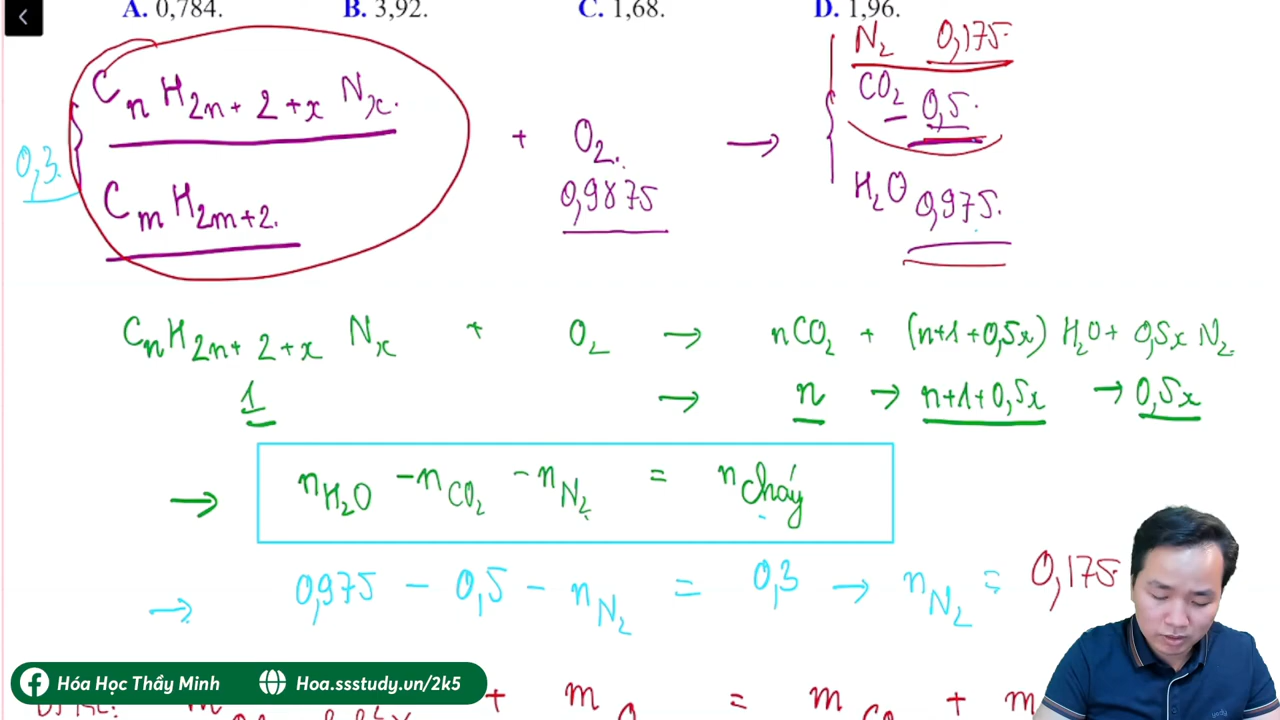 A. 0,784. B. 3,92. C. 1,68. D. 1,96.
N₂ 0,175.
CₙH₂ₙ₊₂₊ₓNₓ. CO₂ 0,5.
+ O₂. →
0,3
CₘH₂ₘ₊₂. 0,9875 H₂O 0,975.
CₙH₂ₙ₊₂₊ₓ Nₓ + O₂ → nCO₂ + (n+1+0,5x) H₂O + 0,5x N₂.
1 → n → n+1+0,5x → 0,5x
→ nH₂O - nCO₂ - nN₂ = n cháy
→ 0,975 - 0,5 - nN₂ = 0,3 → nN₂ = 0,175
Hóa Học Thầy Minh Hoa.ssstudy.vn/2k5
+ m = m + m